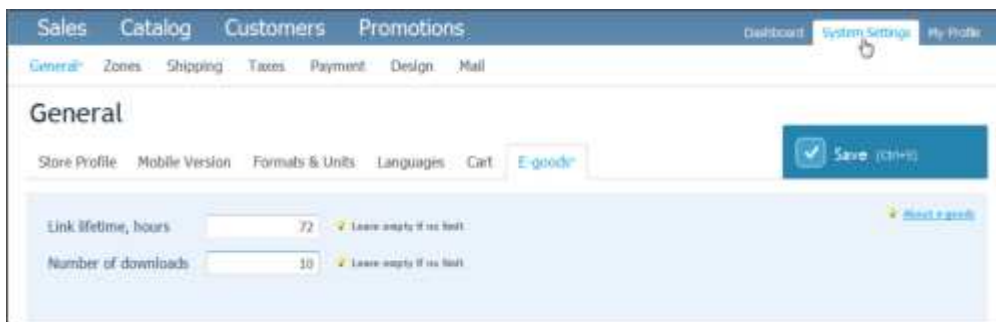 Sales Catalog Customers Promotions
Dashboard System Settings My Profile
General Zones Shipping Taxes Payment Design Mail
General
Store Profile Mobile Version Formats & Units Languages Cart E-goods
Save (Ctrl+S)
Link lifetime, hours 72 Leave empty if no limit
About e-goods
Number of downloads 10 Leave empty if no limit